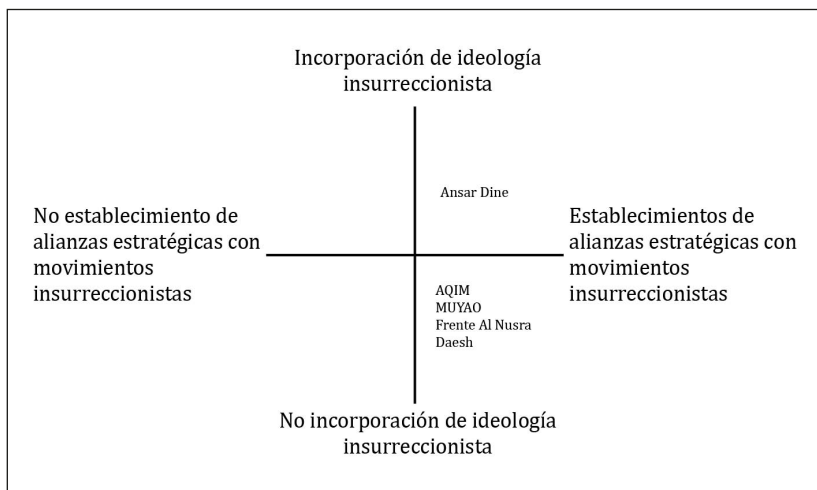 Incorporación de ideología
insurreccionista
Ansar Dine
No establecimiento de
alianzas estratégicas con
movimientos
insurreccionistas
Establecimientos de
alianzas estratégicas con
movimientos
insurreccionistas
AQIM
MUYAO
Frente Al Nusra
Daesh
No incorporación de ideología
insurreccionista